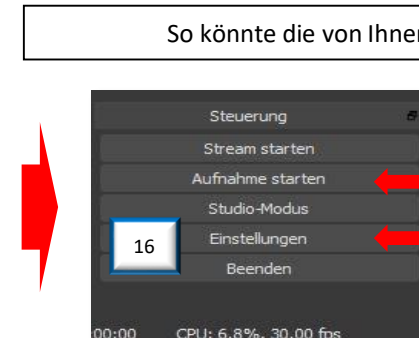 So könnte die von Ihnen
Steuerung
Stream starten
Aufnahme starten
Studio-Modus
16
Einstellungen
Beenden
00:00 CPU: 6.8%, 30.00 fps